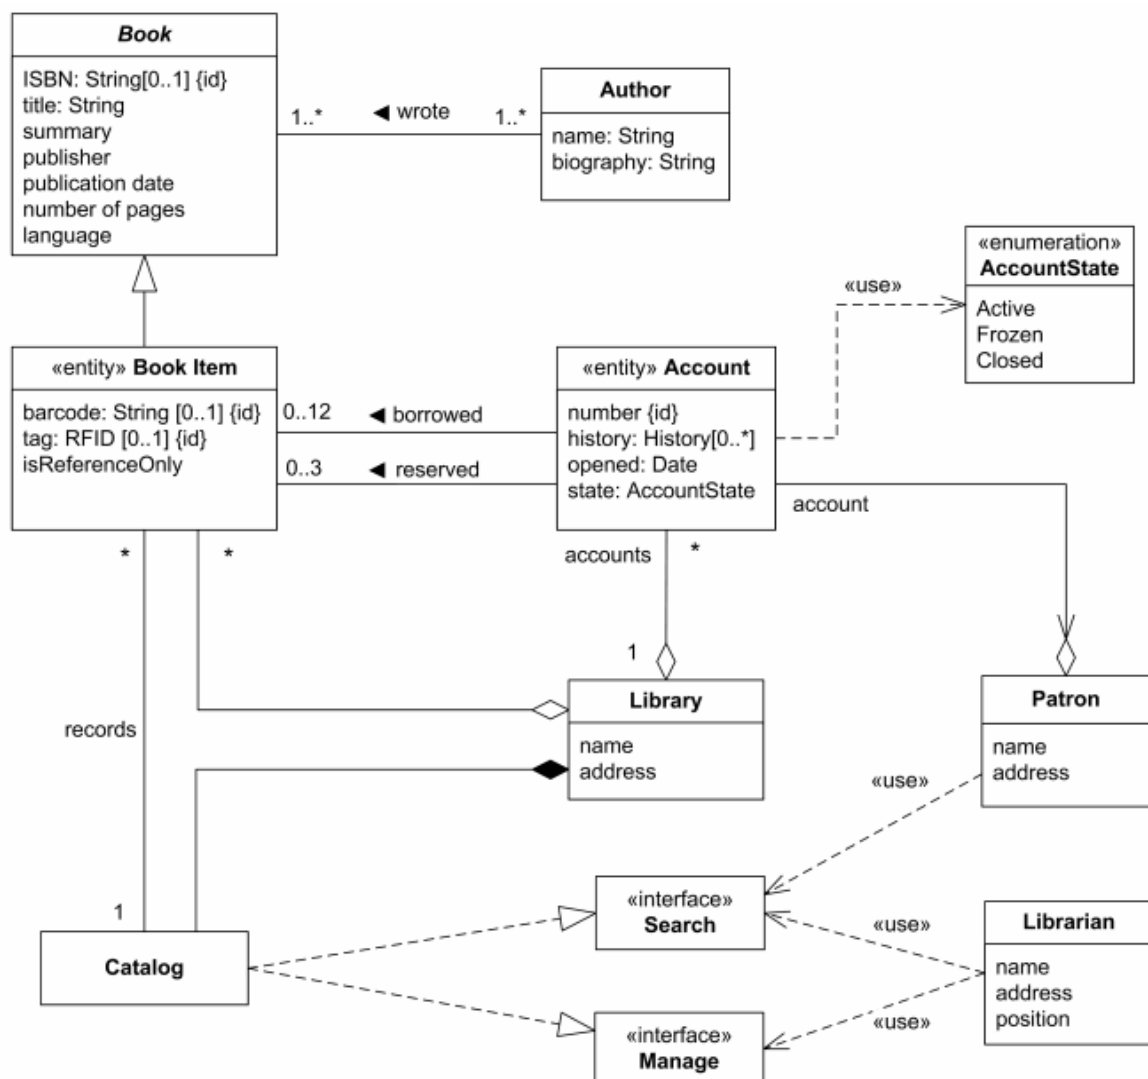 Book
ISBN: String[0..1] {id}
title: String
summary
publisher
publication date
number of pages
language
1..*
◄ wrote
1..*
Author
name: String
biography: String
«enumeration»
AccountState
Active
Frozen
Closed
«use»
«entity» Book Item
barcode: String [0..1] {id}
tag: RFID [0..1] {id}
isReferenceOnly
0..12
◄ borrowed
0..3
◄ reserved
«entity» Account
number {id}
history: History[0..*]
opened: Date
state: AccountState
account
*
*
accounts
*
1
records
Library
name
address
Patron
name
address
«use»
1
Catalog
«interface»
Search
«use»
Librarian
name
address
position
«use»
«interface»
Manage